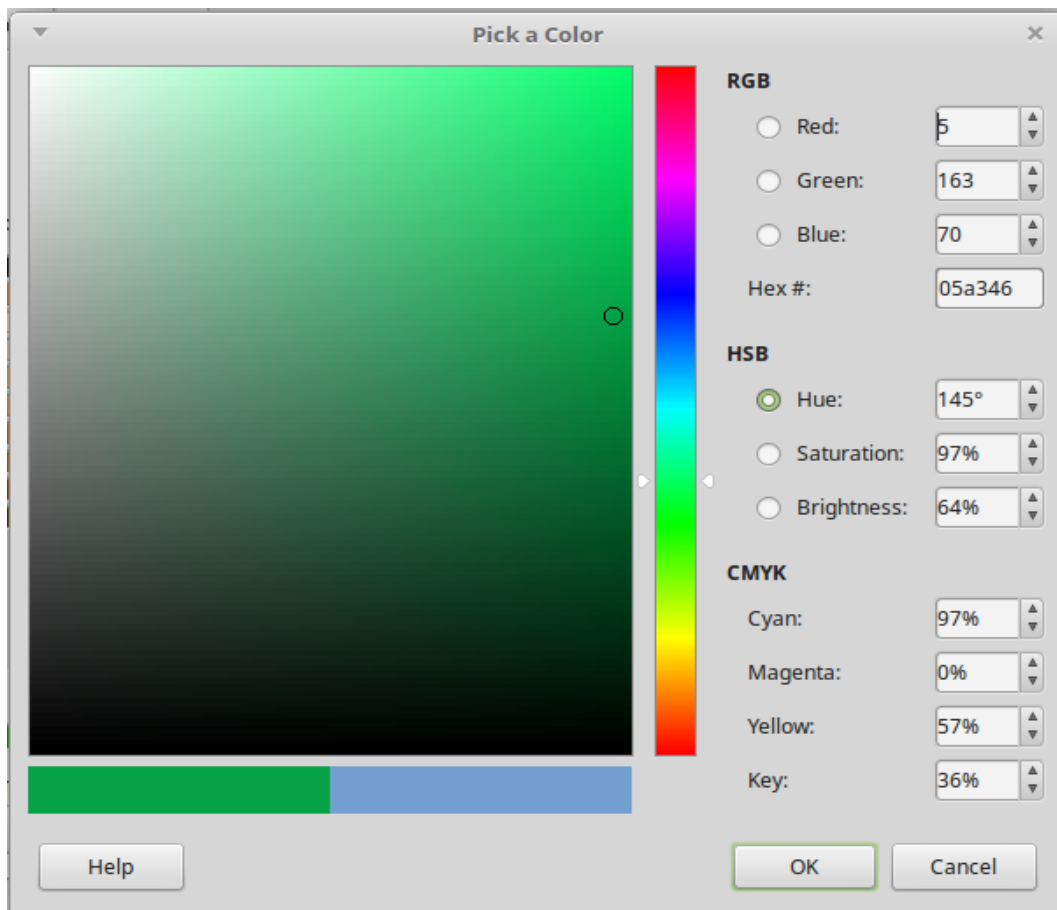 Pick a Color
RGB
Red: 5
Green: 163
Blue: 70
Hex #: 05a346
HSB
Hue: 145°
Saturation: 97%
Brightness: 64%
CMYK
Cyan: 97%
Magenta: 0%
Yellow: 57%
Key: 36%
Help OK Cancel